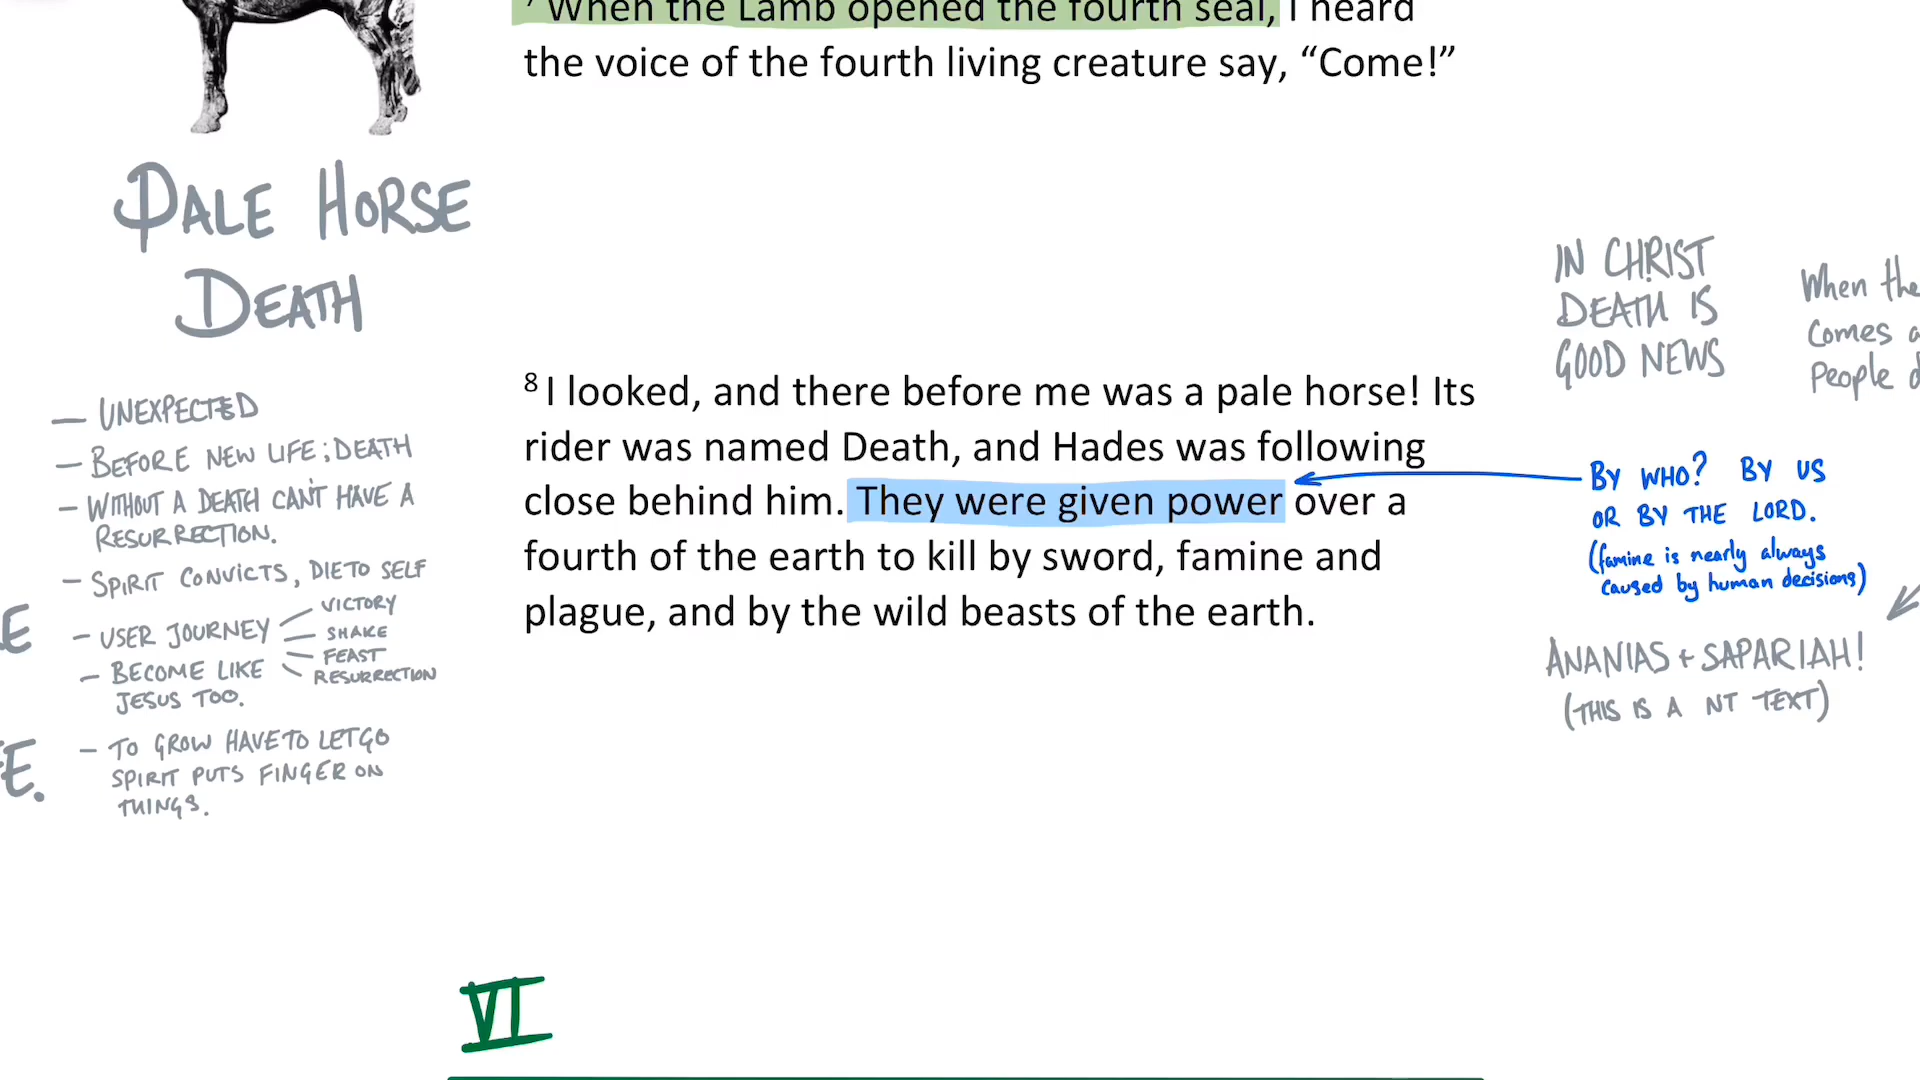 7 When the Lamb opened the fourth seal, I heard
the voice of the fourth living creature say, “Come!”
PALE HORSE
DEATH
— UNEXPECTED
— BEFORE NEW LIFE; DEATH
— WITHOUT A DEATH CAN'T HAVE A
RESURRECTION.
— SPIRIT CONVICTS, DIE TO SELF
— USER JOURNEY
VICTORY
SHAKE
FEAST
RESURRECTION
— BECOME LIKE
JESUS TOO.
— TO GROW HAVE TO LET GO
SPIRIT PUTS FINGER ON
THINGS.
E
E.
8 I looked, and there before me was a pale horse! Its
rider was named Death, and Hades was following
close behind him. They were given power over a
fourth of the earth to kill by sword, famine and
plague, and by the wild beasts of the earth.
IN CHRIST
DEATH IS
GOOD NEWS
When the
Comes
People
BY WHO? BY US
OR BY THE LORD.
(famine is nearly always
caused by human decisions)
ANANIAS + SAPARIAH!
(THIS IS A NT TEXT)
VI